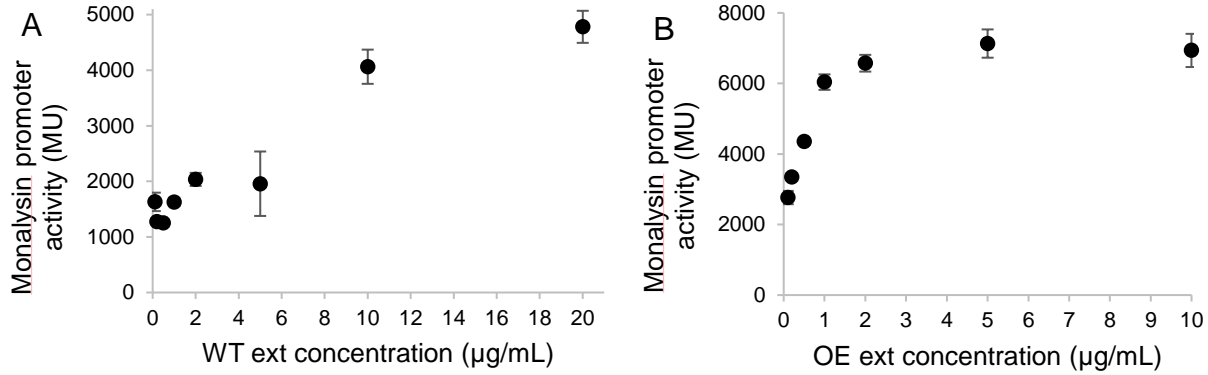 A
Monalysin promoter
activity (MU)
5000
4000
3000
2000
1000
0
0 2 4 6 8 10 12 14 16 18 20
WT ext concentration (µg/mL)
B
Monalysin promoter
activity (MU)
8000
6000
4000
2000
0
0 1 2 3 4 5 6 7 8 9 10
OE ext concentration (µg/mL)